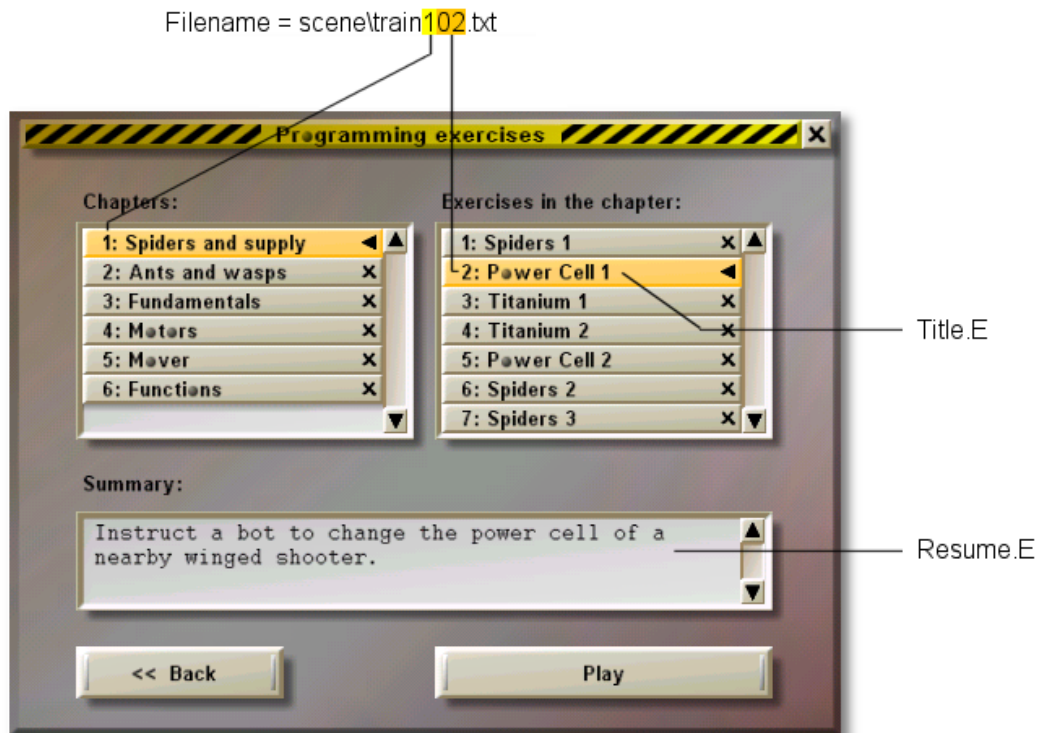 Filename = scene\train102.txt
Programming exercises
Chapters:
1: Spiders and supply
2: Ants and wasps
3: Fundamentals
4: Motors
5: Mover
6: Functions
Exercises in the chapter:
1: Spiders 1
2: Power Cell 1
3: Titanium 1
4: Titanium 2
5: Power Cell 2
6: Spiders 2
7: Spiders 3
Title.E
Summary:
Instruct a bot to change the power cell of a
nearby winged shooter.
Resume.E
<< Back
Play